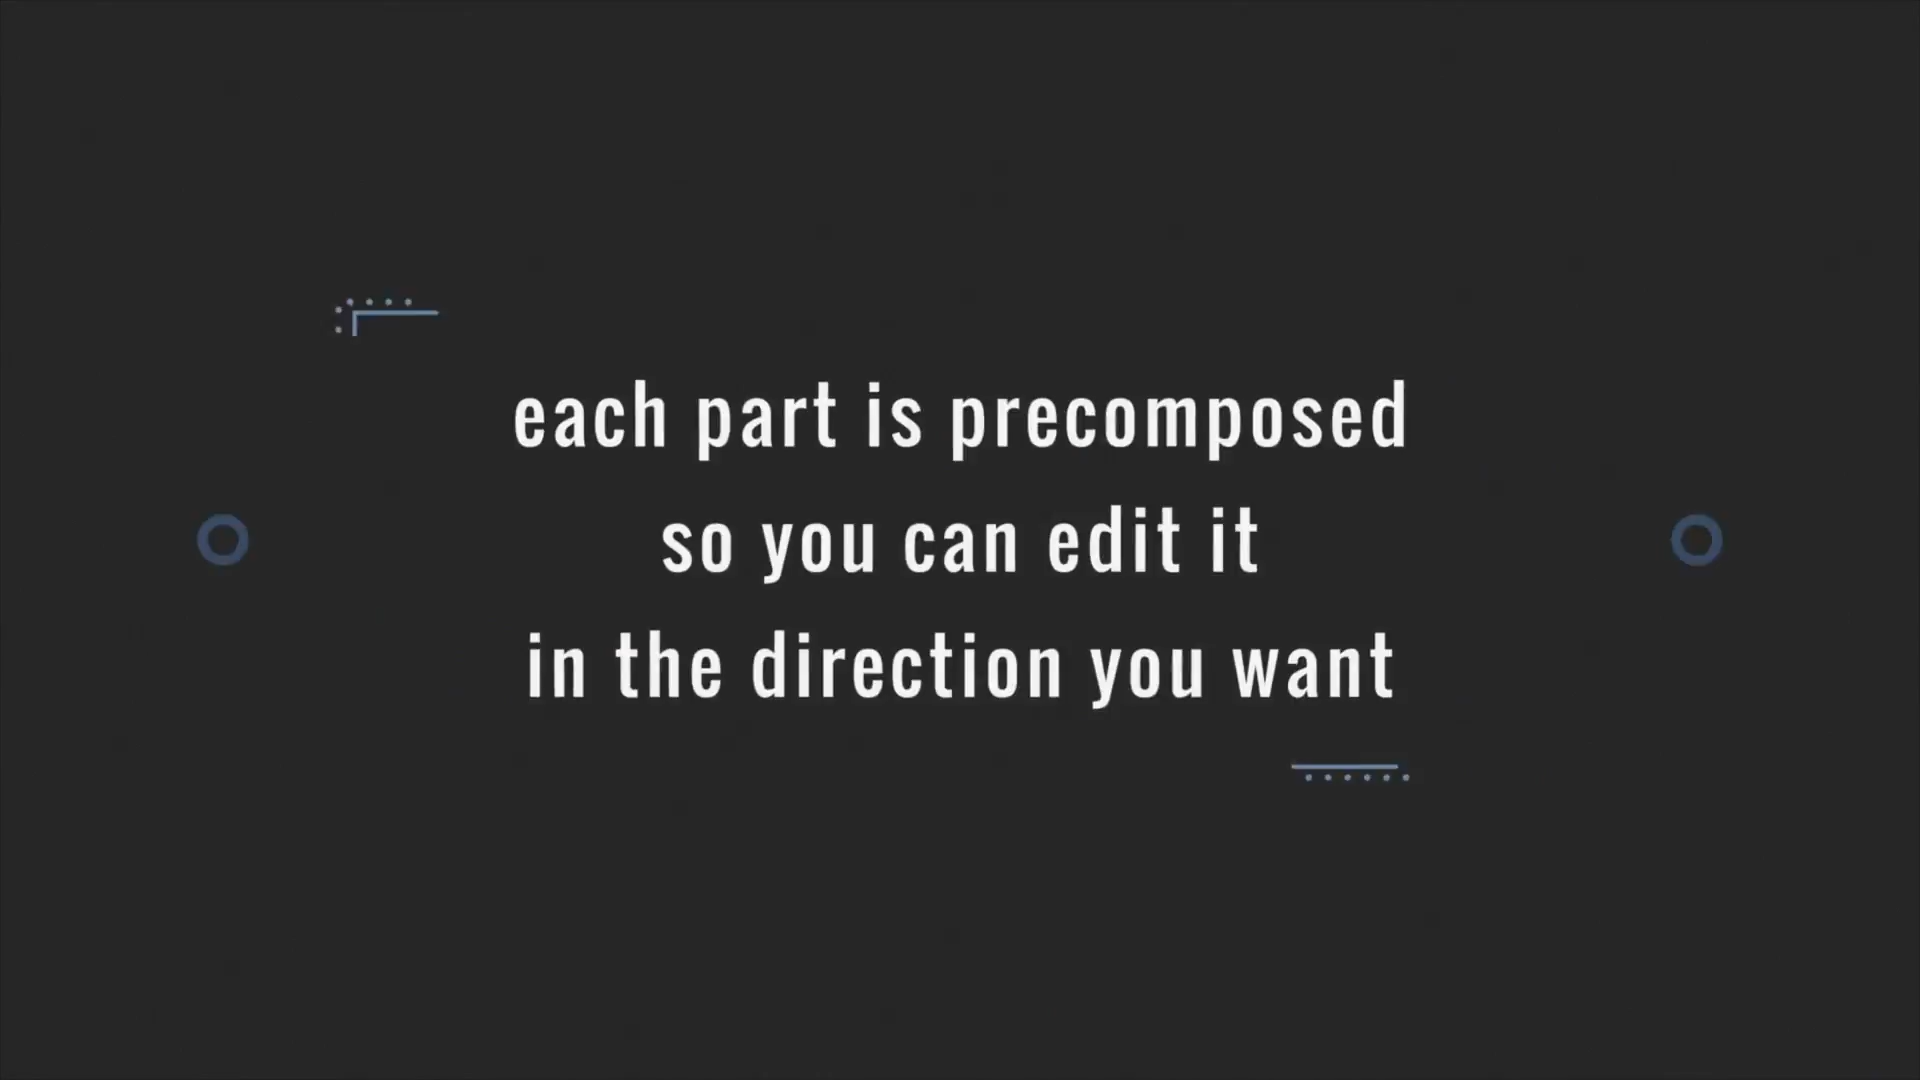 each part is precomposed
so you can edit it
in the direction you want